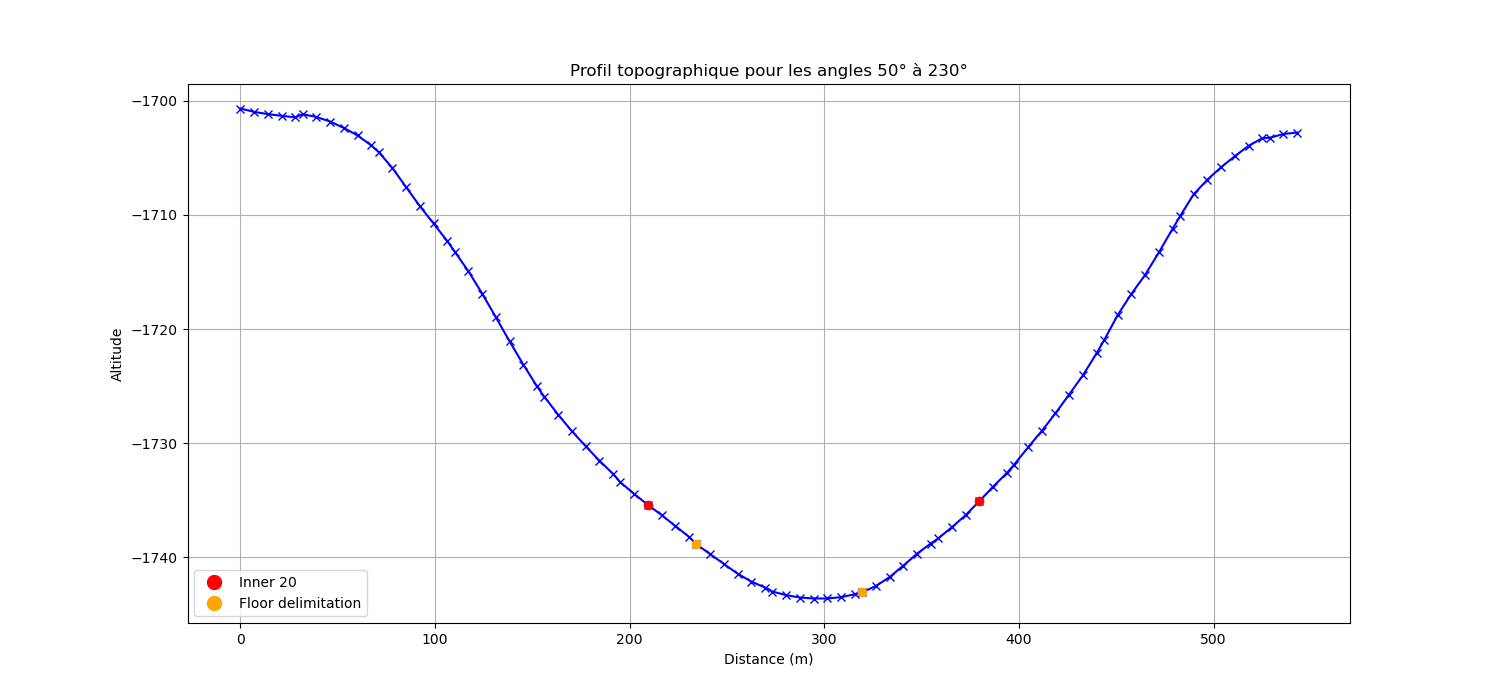 Profil topographique pour les angles 50° à 230°
−1700
−1710
−1720
−1730
−1740
Altitude
Inner 20
Floor delimitation
0 100 200 300 400 500
Distance (m)